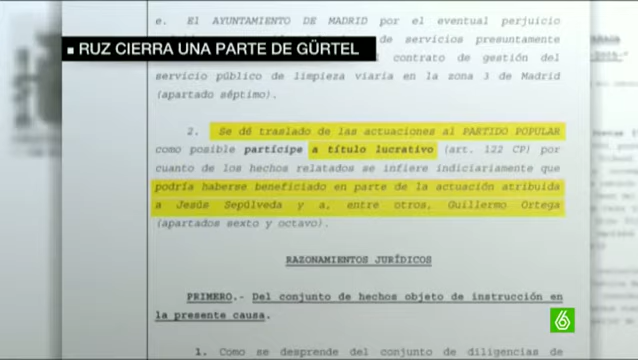 e. El AYUNTAMIENTO DE MADRID por el eventual perjuicio
RUZ CIERRA UNA PARTE DE GÜRTEL
de servicios presuntamente
contrato de gestión del
servicio público de limpieza viaria en la zona 3 de Madrid
(apartado séptimo).
2. Se dé traslado de las actuaciones al PARTIDO POPULAR
como posible partícipe a título lucrativo (art. 122 CP) por
cuanto de los hechos relatados se infiere indiciariamente que
podría haberse beneficiado en parte de la actuación atribuida
a Jesús Sepúlveda y a, entre otros, Guillermo Ortega
(apartados sexto y octavo).
RAZONAMIENTOS JURÍDICOS
PRIMERO.- Del conjunto de hechos objeto de instrucción en
la presente causa.
1. Como se desprende del conjunto de diligencias de
6